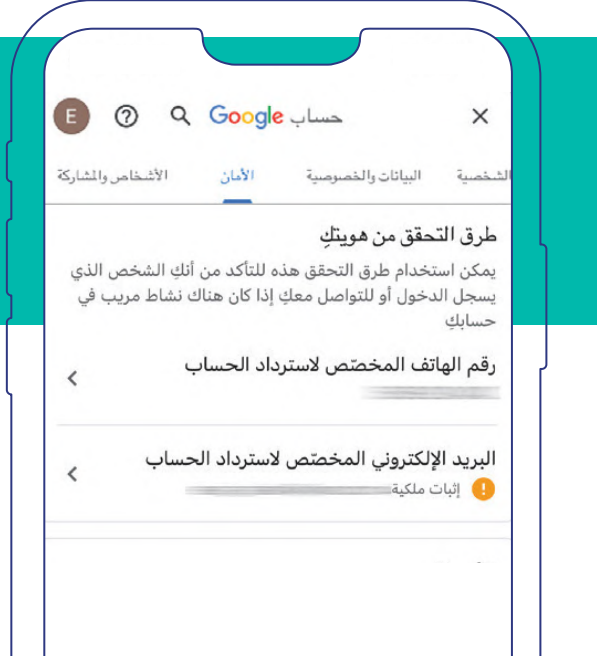 حساب Google
E
الشخصية
البيانات والخصوصية
الأمان
الأشخاص والمشاركة
طرق التحقق من هويتكِ
يمكن استخدام طرق التحقق هذه للتأكد من أنكِ الشخص الذي
يسجل الدخول أو للتواصل معكِ إذا كان هناك نشاط مريب في
حسابكِ
رقم الهاتف المخصّص لاسترداد الحساب
البريد الإلكتروني المخصّص لاسترداد الحساب
إثبات ملكية